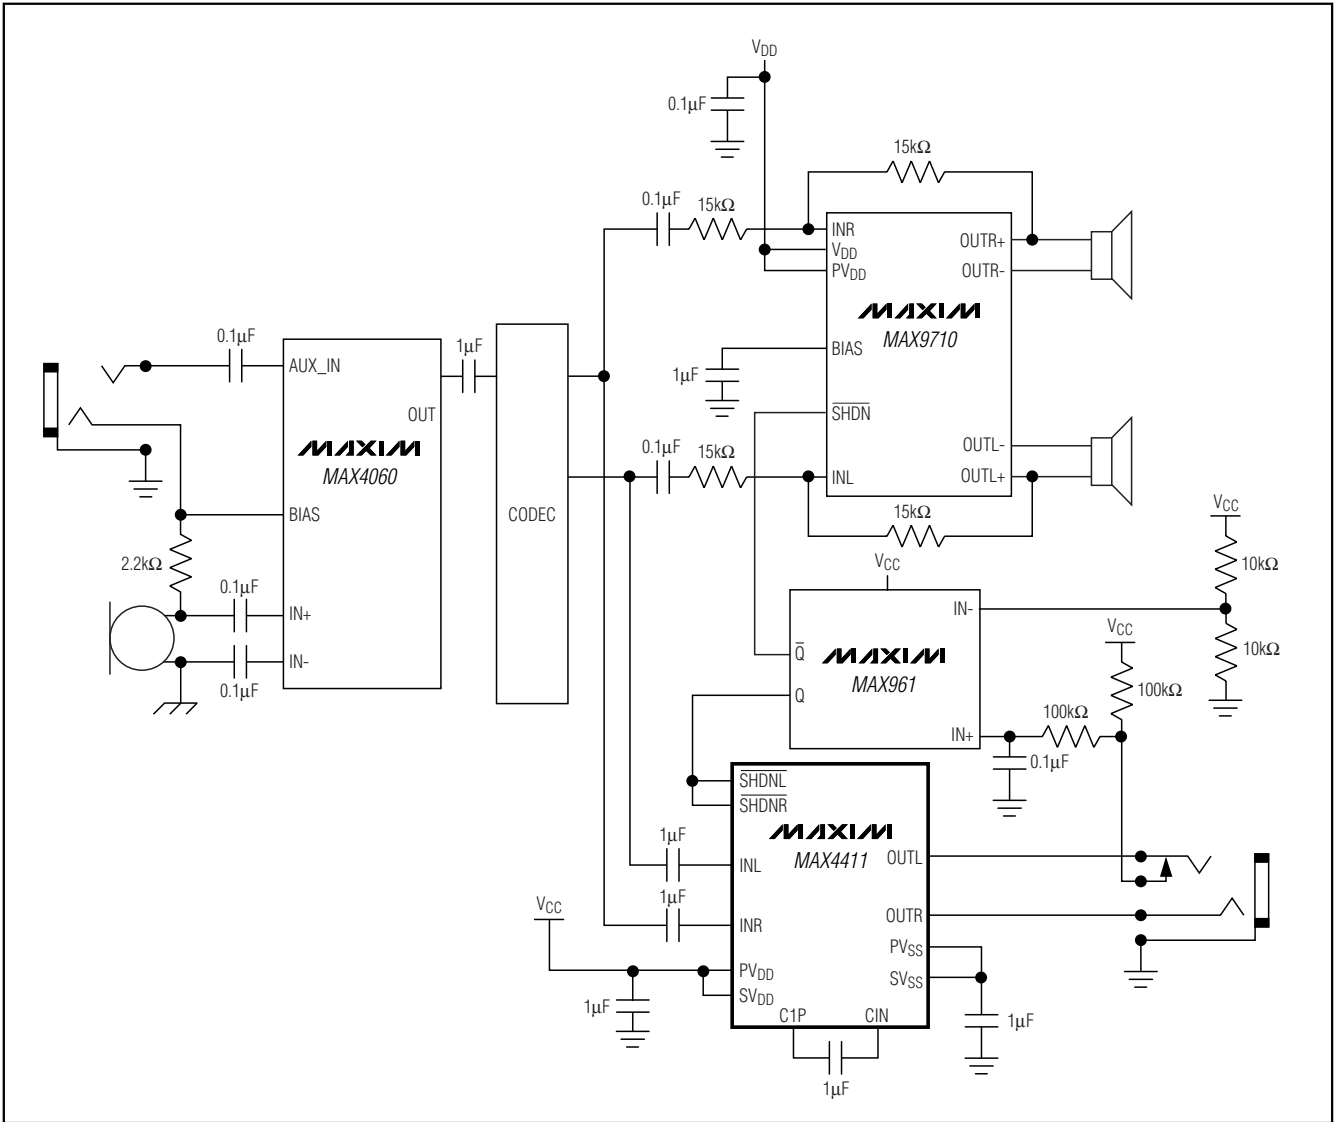 VDD
0.1µF
15kΩ
0.1µF
15kΩ
INR
VDD
PVDD
OUTR+
OUTR-
MAXIM
MAX9710
BIAS
1µF
SHDN
OUTL-
OUTL+
INL
0.1µF
15kΩ
15kΩ
0.1µF
AUX_IN
OUT
1µF
MAXIM
MAX4060
BIAS
2.2kΩ
0.1µF
IN+
IN-
0.1µF
CODEC
VCC
IN-
Q
MAXIM
MAX961
Q
IN+
VCC
10kΩ
10kΩ
VCC
100kΩ
100kΩ
0.1µF
SHDNL
SHDNR
MAXIM
MAX4411
OUTL
1µF
INL
1µF
INR
OUTR
VCC
PVDD
SVDD
PVSS
SVSS
1µF
C1P
CIN
1µF
1µF